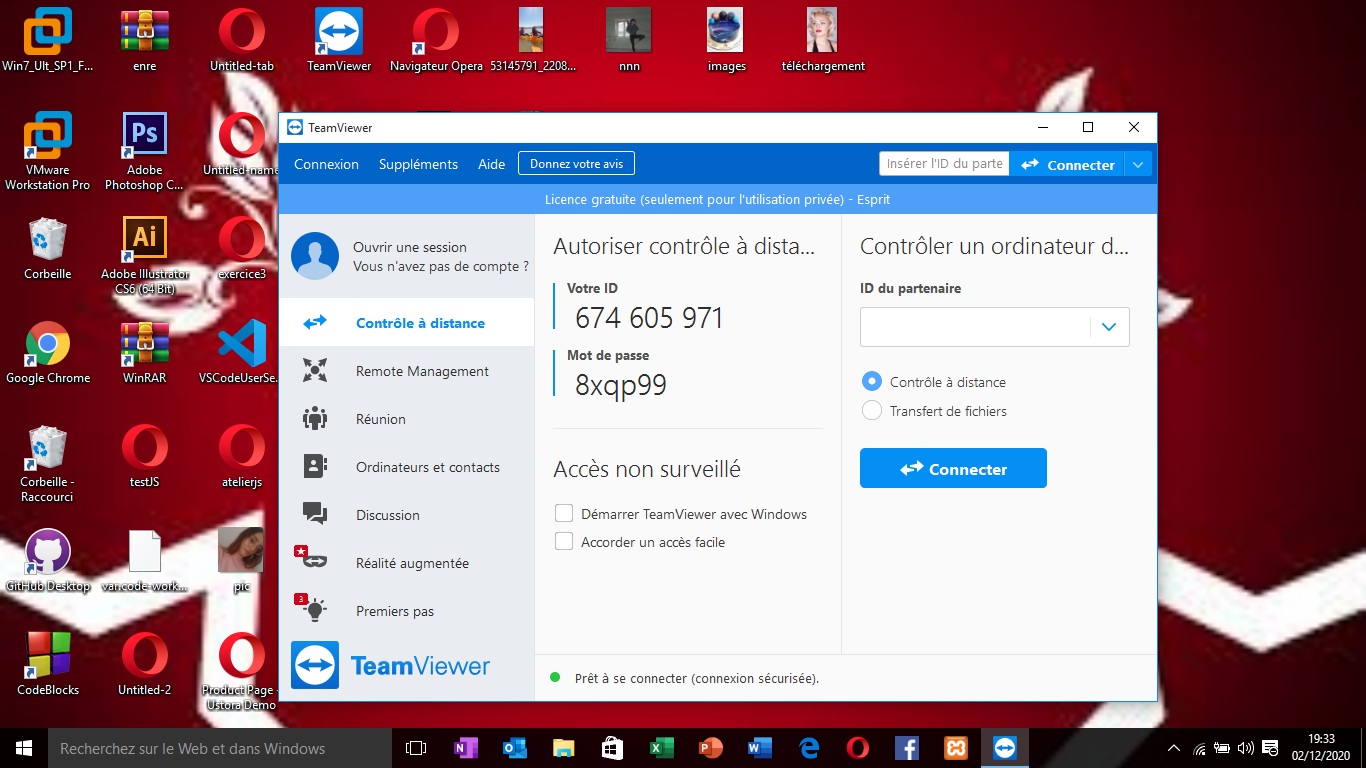 Win7_Ult_SP1_F...
enre
Untitled-tab
TeamViewer
Navigateur Opera
53145791_2208...
nnn
images
téléchargement
VMware
Workstation Pro
Adobe
Photoshop C...
Untitled-name
Corbeille
Adobe Illustrator
CS6 (64 Bit)
exercice3
Google Chrome
WinRAR
VSCodeUserSe...
Corbeille -
Raccourci
testJS
atelierjs
GitHub Desktop
var.code-work...
pic
CodeBlocks
Untitled-2
Product Page -
Ustora Demo
Ps
Ai
TeamViewer
Connexion
Suppléments
Aide
Donnez votre avis
Insérer l'ID du parte
Connecter
Licence gratuite (seulement pour l'utilisation privée) - Esprit
Ouvrir une session
Vous n'avez pas de compte ?
Contrôle à distance
Remote Management
Réunion
Ordinateurs et contacts
Discussion
Réalité augmentée
3
Premiers pas
TeamViewer
Autoriser contrôle à dista...
Votre ID
674 605 971
Mot de passe
8xqp99
Accès non surveillé
Démarrer TeamViewer avec Windows
Accorder un accès facile
Contrôler un ordinateur d...
ID du partenaire
Contrôle à distance
Transfert de fichiers
Connecter
Prêt à se connecter (connexion sécurisée).
Recherchez sur le Web et dans Windows
19:33
02/12/2020